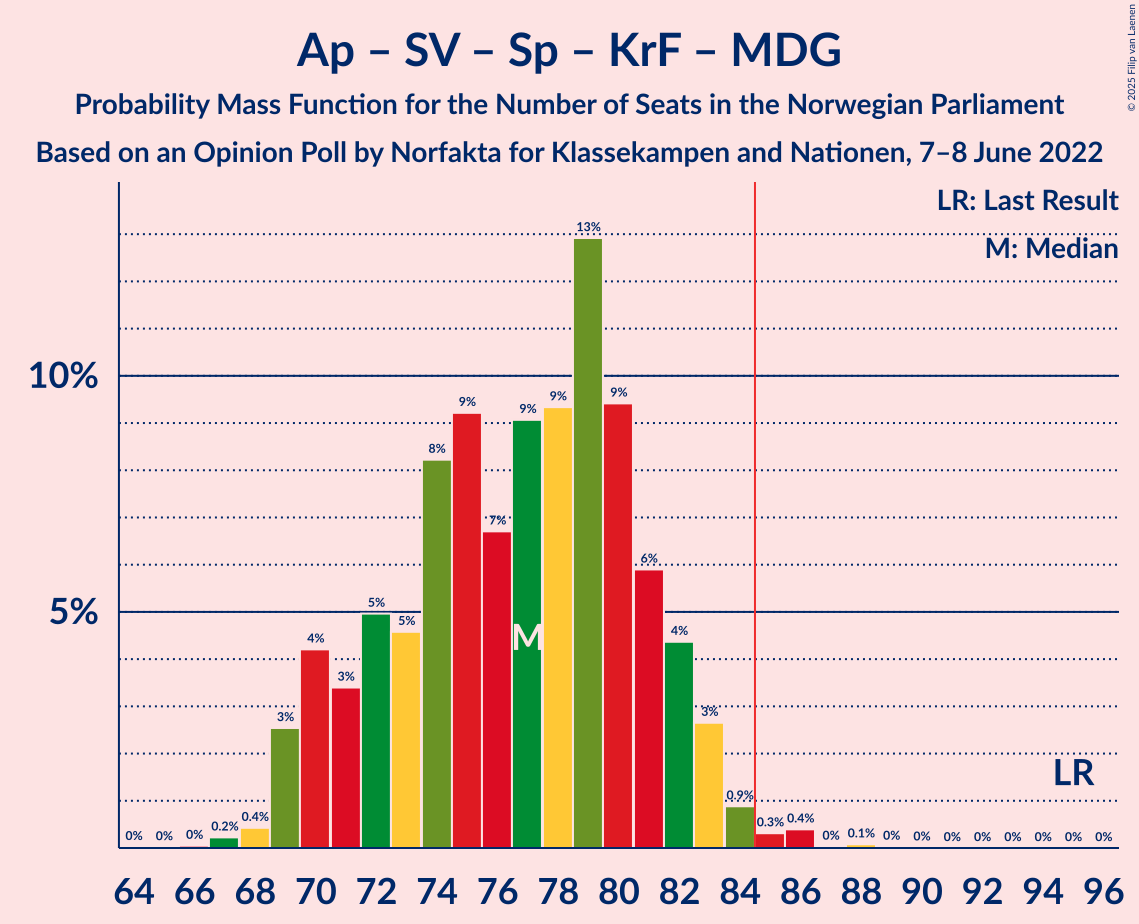 Ap – SV – Sp – KrF – MDG
Probability Mass Function for the Number of Seats in the Norwegian Parliament
Based on an Opinion Poll by Norfakta for Klassekampen and Nationen, 7–8 June 2022
© 2025 Filip van Laenen
LR: Last Result
M: Median
10%
5%
0% 0% 0% 0.2% 0.4% 3% 4% 3% 5% 5% 8% 9% 7% 9% 9% 13% 9% 6% 4% 3% 0.9% 0.3% 0.4% 0% 0.1% 0% 0% 0% 0% 0% 0% 0% 0%
M
LR
64 66 68 70 72 74 76 78 80 82 84 86 88 90 92 94 96